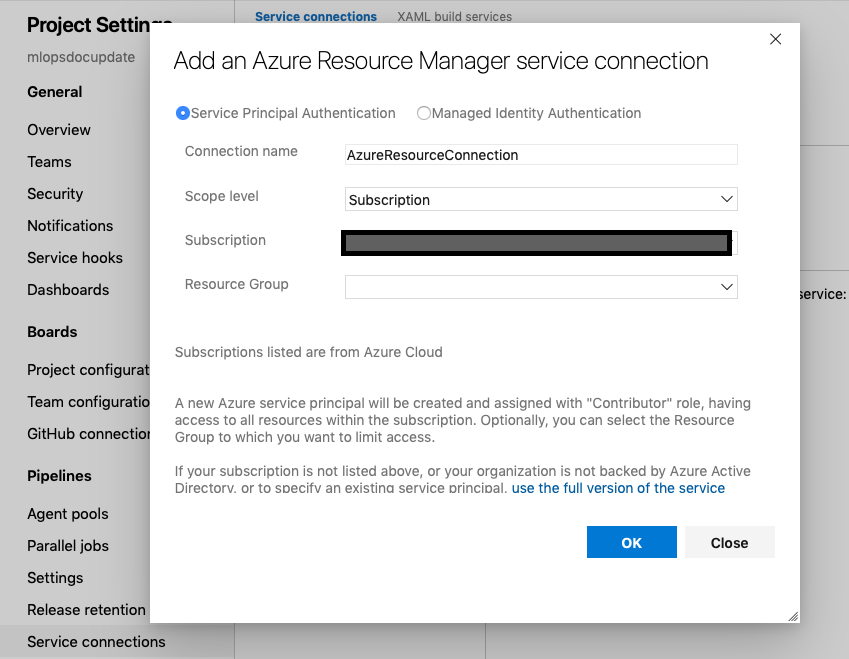 Project Settings
mlopsdocupdate
General
Overview
Teams
Security
Notifications
Service hooks
Dashboards
Boards
Project configurat
Team configuratio
GitHub connection
Pipelines
Agent pools
Parallel jobs
Settings
Release retention
Service connections
Service connections XAML build services
service:
Add an Azure Resource Manager service connection
Service Principal Authentication Managed Identity Authentication
Connection name AzureResourceConnection
Scope level Subscription
Subscription
Resource Group
Subscriptions listed are from Azure Cloud
A new Azure service principal will be created and assigned with "Contributor" role, having
access to all resources within the subscription. Optionally, you can select the Resource
Group to which you want to limit access.
If your subscription is not listed above, or your organization is not backed by Azure Active
Directory, or to specify an existing service principal, use the full version of the service
OK Close